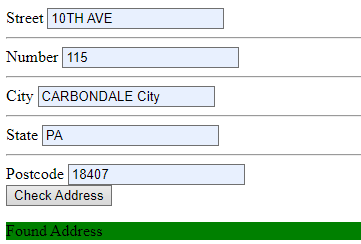 Street 10TH AVE
Number 115
City CARBONDALE City
State PA
Postcode 18407
Check Address
Found Address